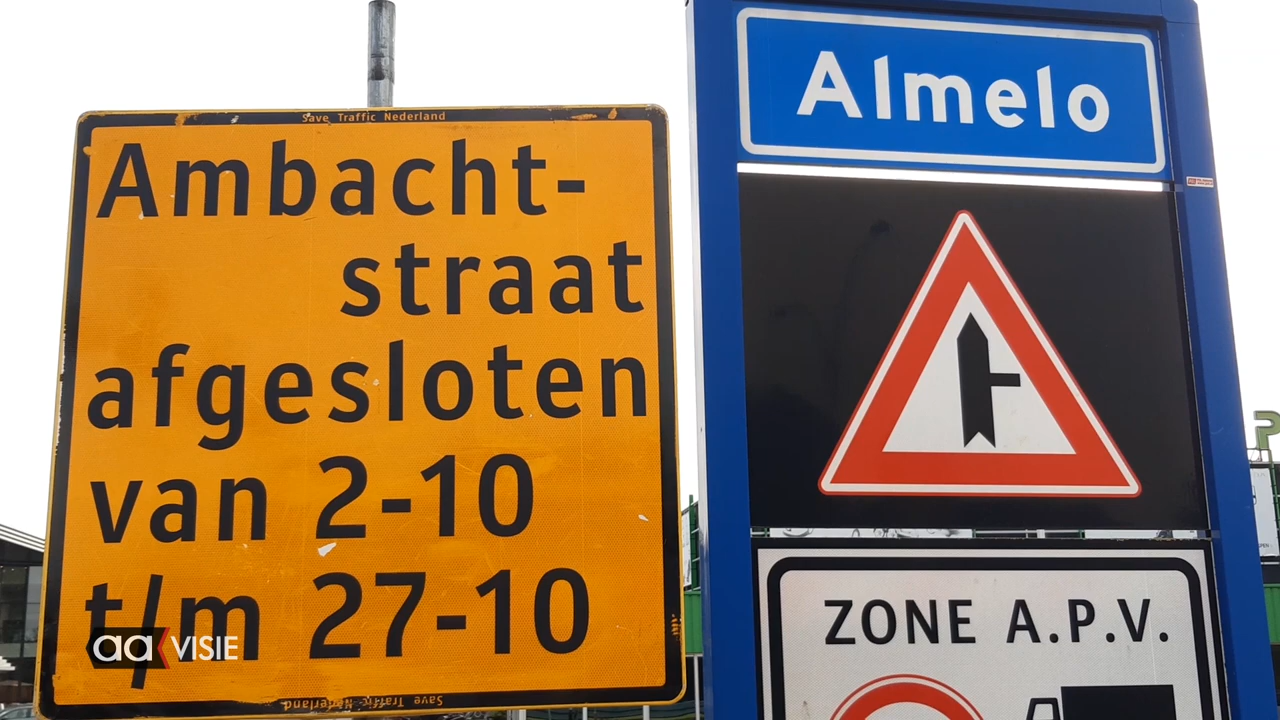 Save Traffic Nederland
Ambacht-
straat
afgesloten
van 2-10
t/m 27-10
Save Traffic Nederland
aa VISIE
Almelo
ZONE A.P.V.
P